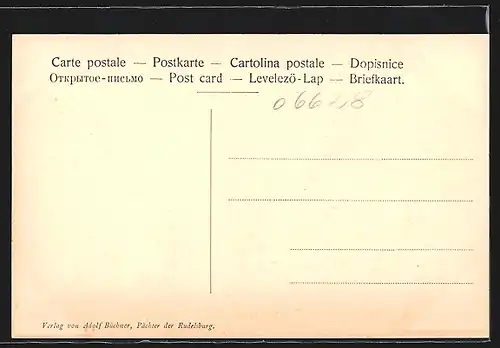 Carte postale — Postkarte — Cartolina postale — Dopisnice
Открытое-письмо — Post card — Levelezö-Lap — Briefkaart.
06628
Verlag von Adolf Büchner, Pächter der Rudelsburg.